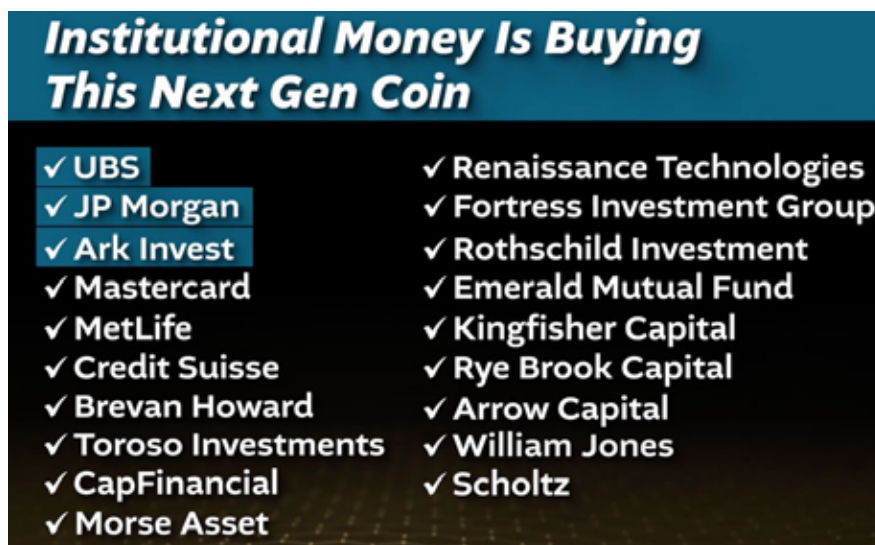 Institutional Money Is Buying
This Next Gen Coin
✓ UBS
✓ JP Morgan
✓ Ark Invest
✓ Mastercard
✓ MetLife
✓ Credit Suisse
✓ Brevan Howard
✓ Toroso Investments
✓ CapFinancial
✓ Morse Asset
✓ Renaissance Technologies
✓ Fortress Investment Group
✓ Rothschild Investment
✓ Emerald Mutual Fund
✓ Kingfisher Capital
✓ Rye Brook Capital
✓ Arrow Capital
✓ William Jones
✓ Scholtz